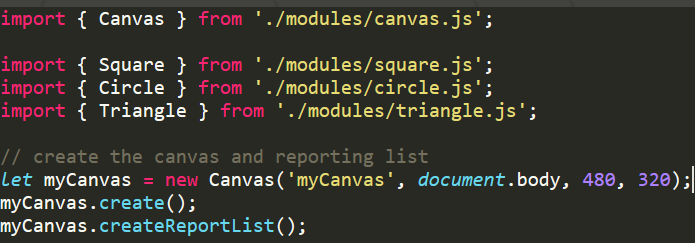 import { Canvas } from './modules/canvas.js';
import { Square } from './modules/square.js';
import { Circle } from './modules/circle.js';
import { Triangle } from './modules/triangle.js';
// create the canvas and reporting list
let myCanvas = new Canvas('myCanvas', document.body, 480, 320);
myCanvas.create();
myCanvas.createReportList();